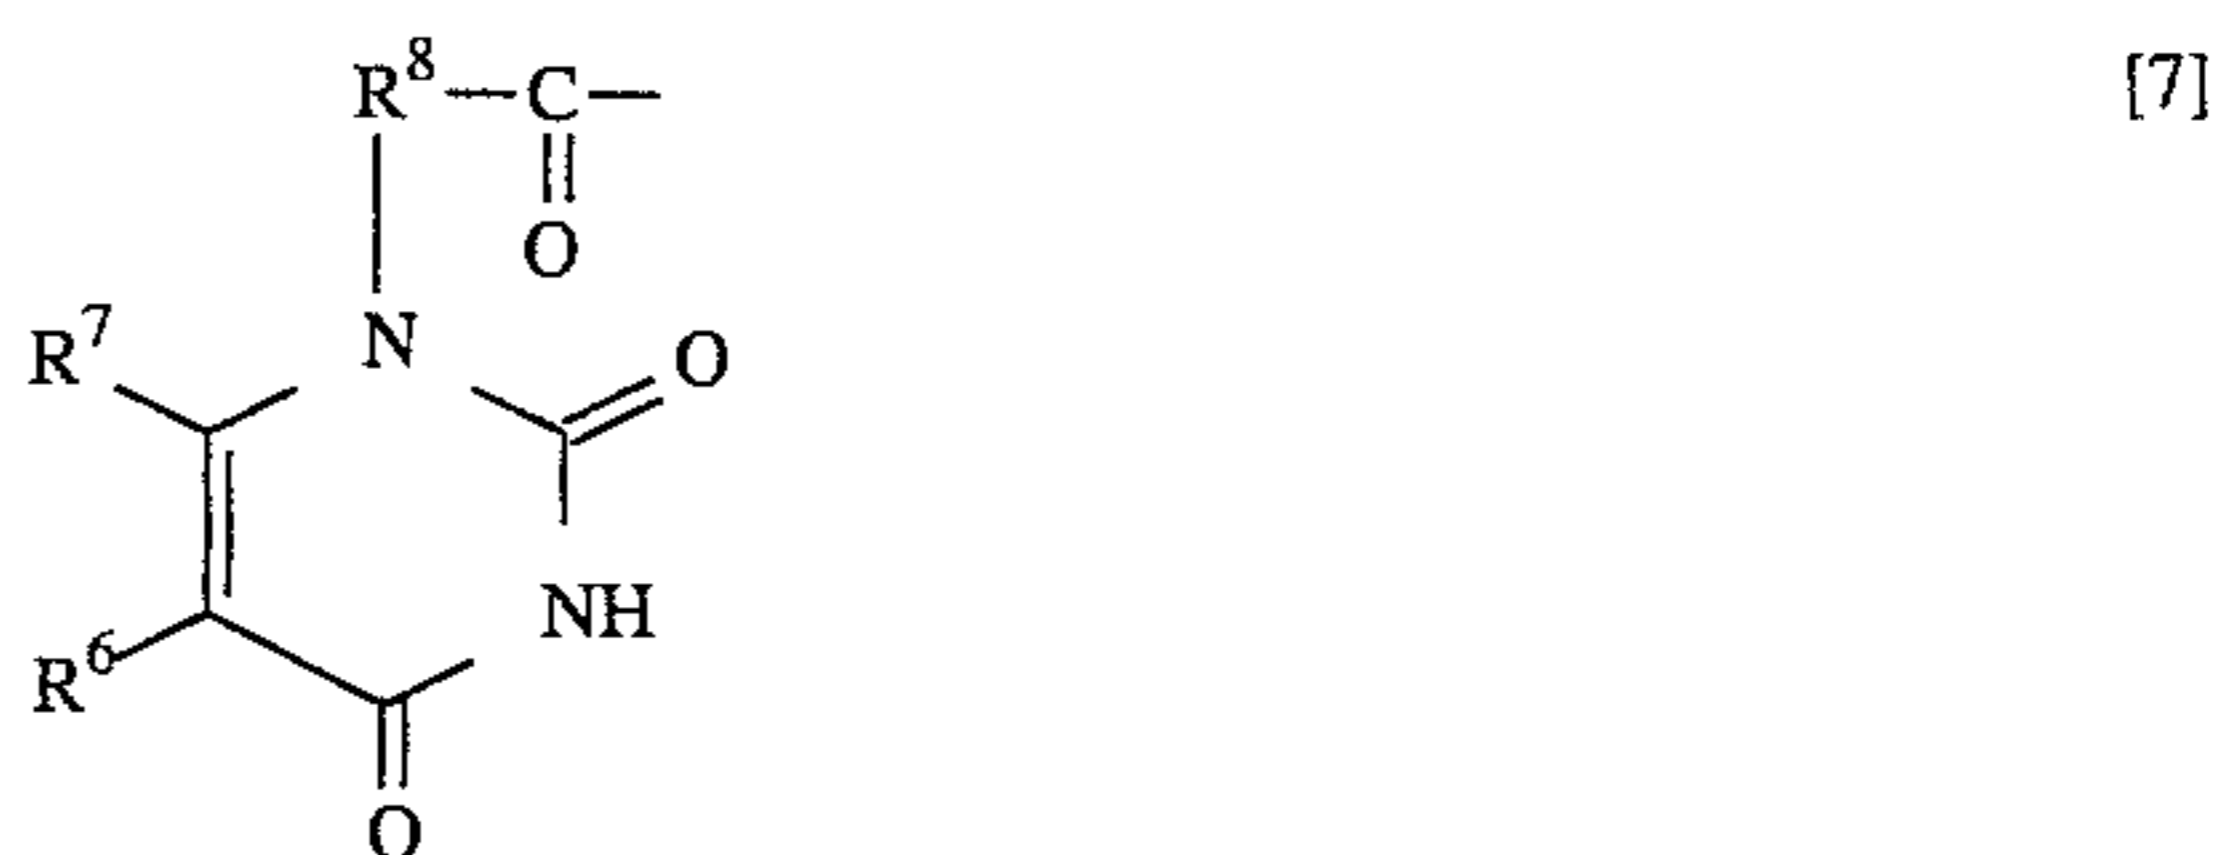 R⁸—C— [7]
O
N
R⁷ O
NH
R⁶
O